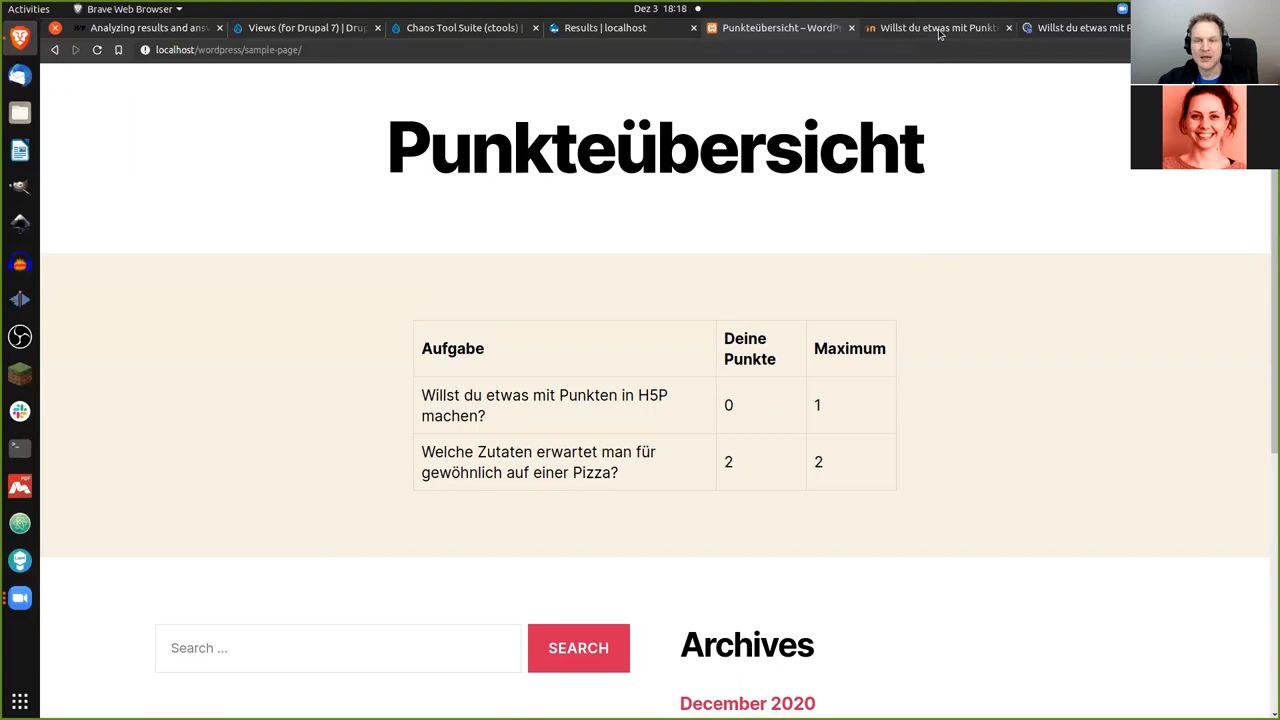 Activities
Brave Web Browser
Dez 3 18:18
Analyzing results and ansv
Views (for Drupal 7) | Drup
Chaos Tool Suite (ctools) |
Results | localhost
Punkteübersicht – WordPr
Willst du etwas mit Punkt
Willst du etwas mit P
localhost/wordpress/sample-page/
Punkteübersicht
Aufgabe
Deine
Punkte
Maximum
Willst du etwas mit Punkten in H5P
machen?
0
1
Welche Zutaten erwartet man für
gewöhnlich auf einer Pizza?
2
2
Search …
SEARCH
Archives
December 2020